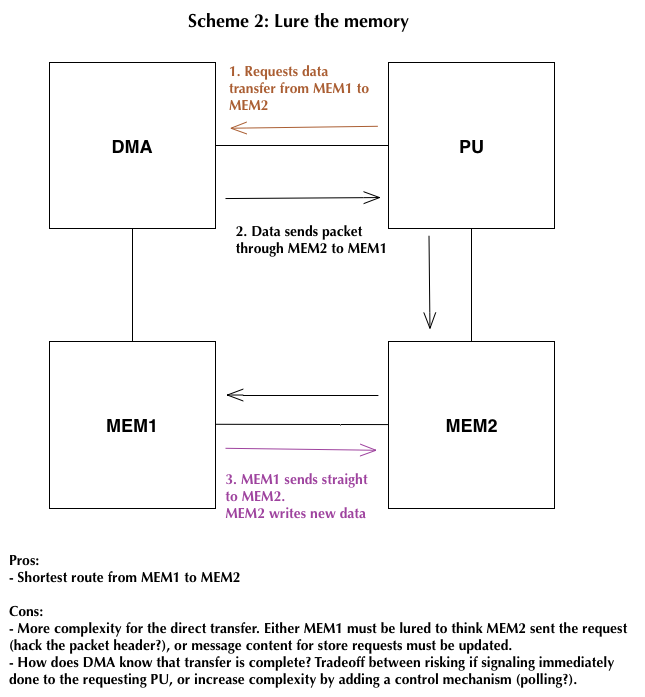 Scheme 2: Lure the memory
1. Requests data
transfer from MEM1 to
MEM2
DMA
PU
2. Data sends packet
through MEM2 to MEM1
MEM1
MEM2
3. MEM1 sends straight
to MEM2.
MEM2 writes new data
Pros:
- Shortest route from MEM1 to MEM2
Cons:
- More complexity for the direct transfer. Either MEM1 must be lured to think MEM2 sent the request
(hack the packet header?), or message content for store requests must be updated.
- How does DMA know that transfer is complete? Tradeoff between risking if signaling immediately
done to the requesting PU, or increase complexity by adding a control mechanism (polling?).